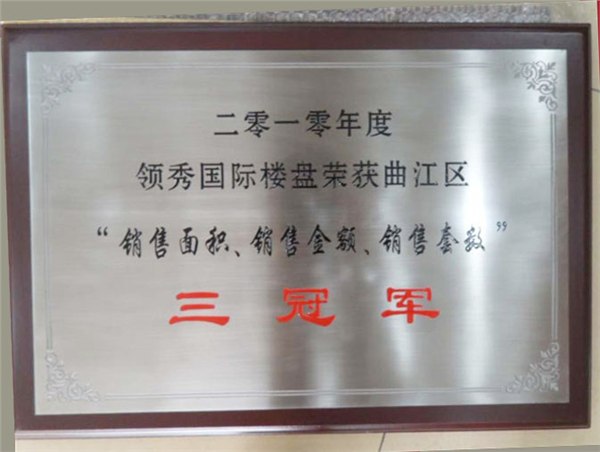 二零一零年度
领秀国际楼盘荣获曲江区
“销售面积、销售金额、销售套数”
三冠军